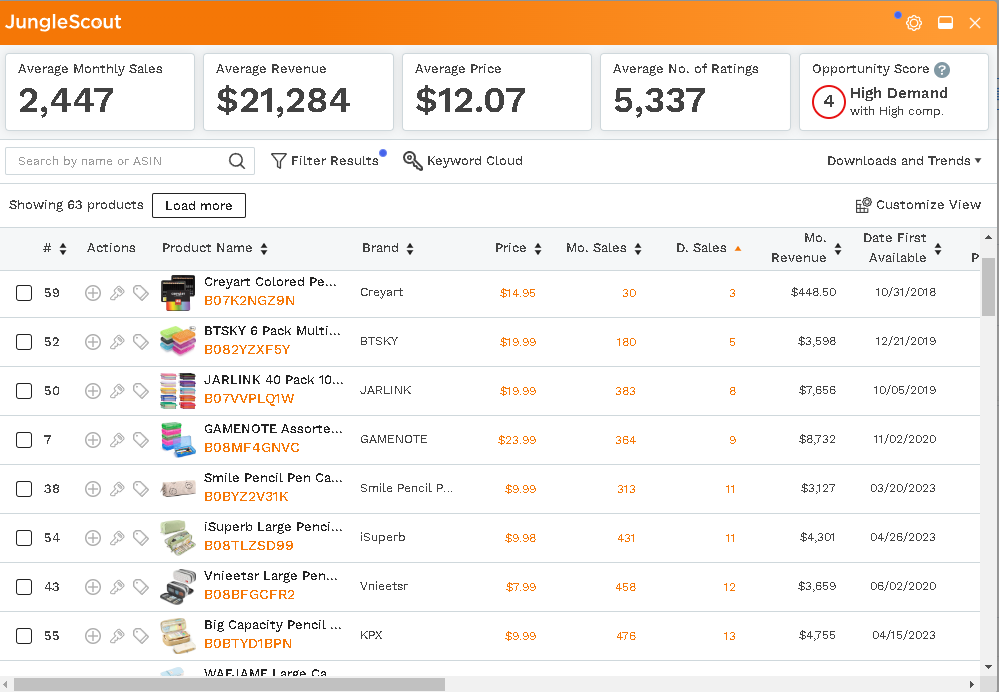 JungleScout
Average Monthly Sales
2,447
Average Revenue
$21,284
Average Price
$12.07
Average No. of Ratings
5,337
Opportunity Score ?
4 High Demand
with High comp.
Search by name or ASIN
Filter Results
Keyword Cloud
Downloads and Trends
Showing 63 products
Load more
Customize View
# Actions Product Name Brand Price Mo. Sales D. Sales Mo. Revenue Date First Available P
59 Creyart Colored Pe... Creyart $14.95 30 3 $448.50 10/31/2018
B07K2NGZ9N
52 BTSKY 6 Pack Multi... BTSKY $19.99 180 5 $3,598 12/21/2019
B082YZXF5Y
50 JARLINK 40 Pack 10... JARLINK $19.99 383 8 $7,656 10/05/2019
B07VVPLQ1W
7 GAMENOTE Assorte... GAMENOTE $23.99 364 9 $8,732 11/02/2020
B08MF4GNVC
38 Smile Pencil Pen Ca... Smile Pencil P... $9.99 313 11 $3,127 03/20/2023
B0BYZ2V31K
54 iSuperb Large Penci... iSuperb $9.98 431 11 $4,301 04/26/2023
B08TLZSD99
43 Vnieetsr Large Pen... Vnieetsr $7.99 458 12 $3,659 06/02/2020
B08BFGCFR2
55 Big Capacity Pencil ... KPX $9.99 476 13 $4,755 04/15/2023
B0BTYD1BPN
WAFJAMF Large Ca